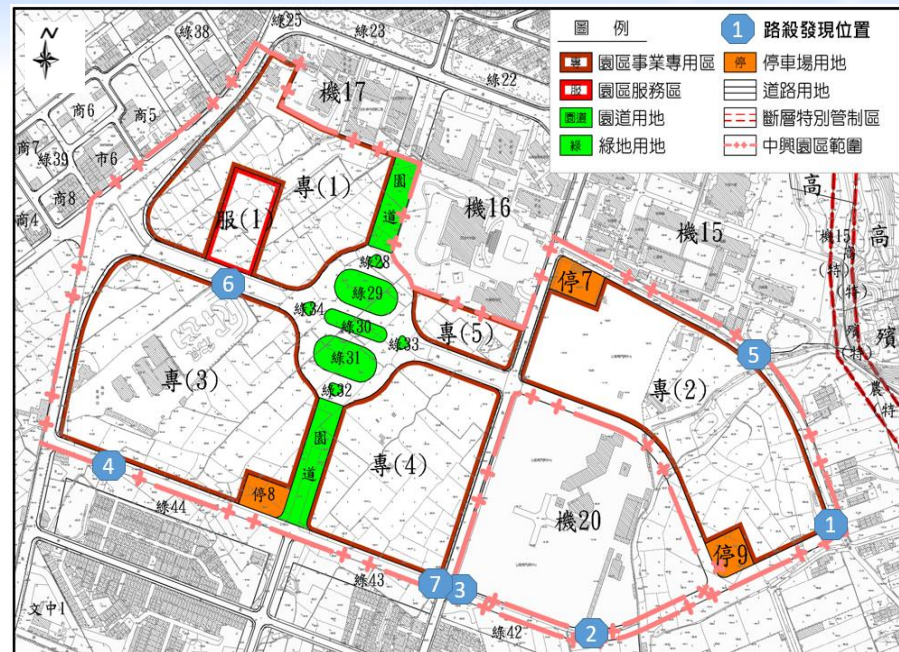 N
圖 例
1 路殺發現位置
專 園區事業專用區
停 停車場用地
服 園區服務區
道路用地
園道 園道用地
斷層特別管制區
綠 綠地用地
中興園區範圍
綠25
綠23
綠38
綠22
機17
商6
商5
商7
綠39
市6
商8
商4
專(1)
園道
服(1)
機16
機15
高
高
機15
(特)
(特)
殯
(特)
殯
農
特
綠28
綠29
綠34
綠30
綠33
綠31
綠32
6
專(5)
停7
5
專(3)
專(2)
園道
專(4)
4
停8
綠44
機20
停9
1
綠43
7
3
文中1
綠42
2